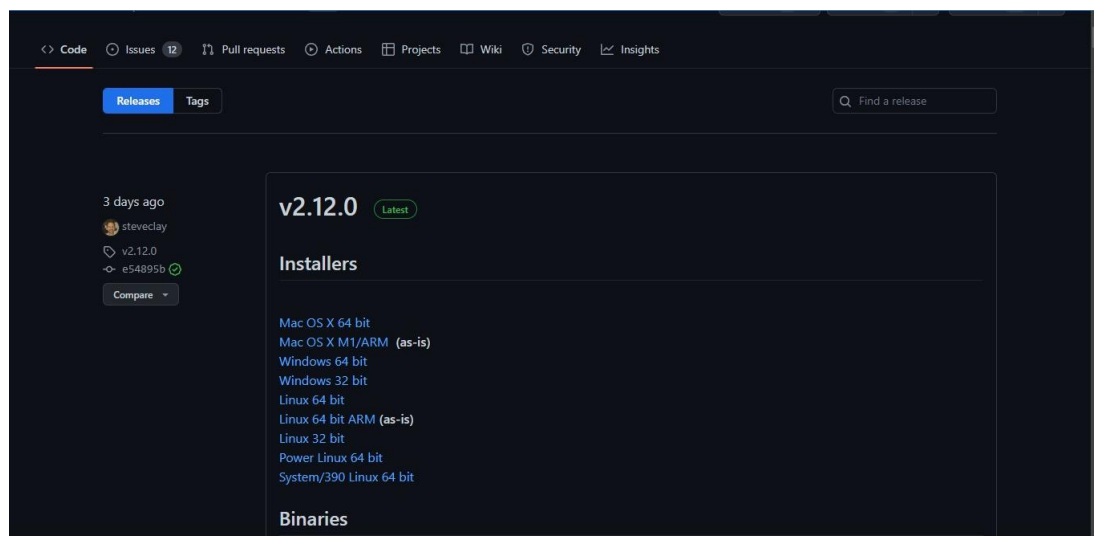 Code Issues 12 Pull requests Actions Projects Wiki Security Insights
Releases Tags Find a release
3 days ago
steveclay
v2.12.0
e54895b
Compare
v2.12.0 Latest
Installers
Mac OS X 64 bit
Mac OS X M1/ARM (as-is)
Windows 64 bit
Windows 32 bit
Linux 64 bit
Linux 64 bit ARM (as-is)
Linux 32 bit
Power Linux 64 bit
System/390 Linux 64 bit
Binaries